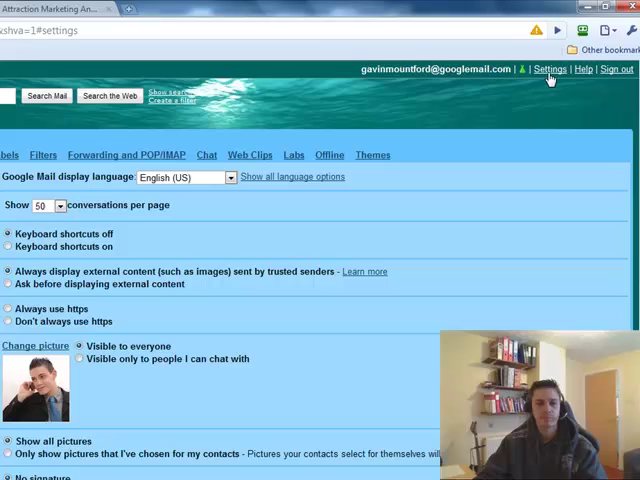 Attraction Marketing An...
&shva=1#settings
Other bookmar
gavinmountford@googlemail.com | | Settings | Help | Sign out
Search Mail Search the Web Show sear
Create a filter
bels Filters Forwarding and POP/IMAP Chat Web Clips Labs Offline Themes
Google Mail display language: English (US) Show all language options
Show 50 conversations per page
Keyboard shortcuts off
Keyboard shortcuts on
Always display external content (such as images) sent by trusted senders - Learn more
Ask before displaying external content
Always use https
Don't always use https
Change picture Visible to everyone
Visible only to people I can chat with
Show all pictures
Only show pictures that I've chosen for my contacts - Pictures your contacts select for themselves wil
No signature